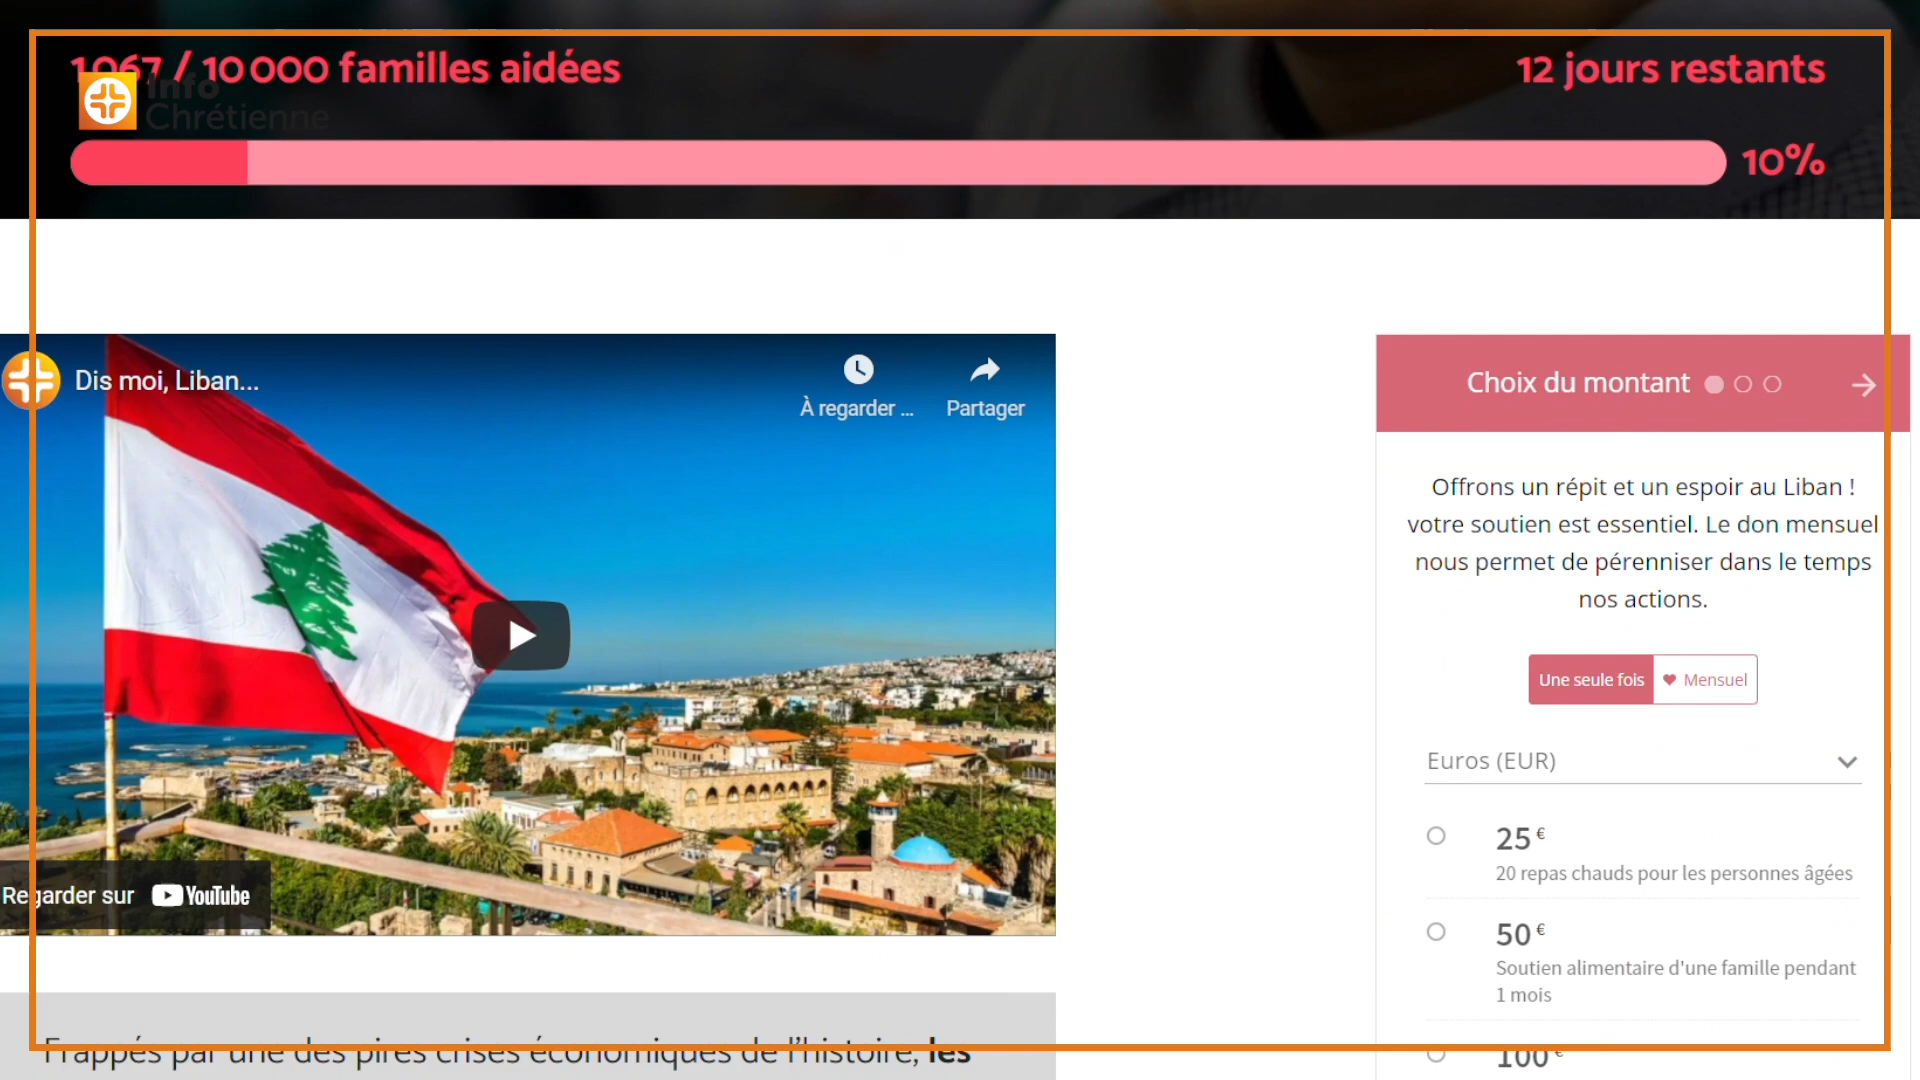 1 067 / 10 000 familles aidées
12 jours restants
Info
Chrétienne
10%
Dis moi, Liban...
À regarder ...
Partager
Regarder sur YouTube
Frappés par une des pires crises économiques de l'histoire, les
Choix du montant
Offrons un répit et un espoir au Liban !
votre soutien est essentiel. Le don mensuel
nous permet de pérenniser dans le temps
nos actions.
Une seule fois
Mensuel
Euros (EUR)
25 €
20 repas chauds pour les personnes âgées
50 €
Soutien alimentaire d'une famille pendant
1 mois
100 €